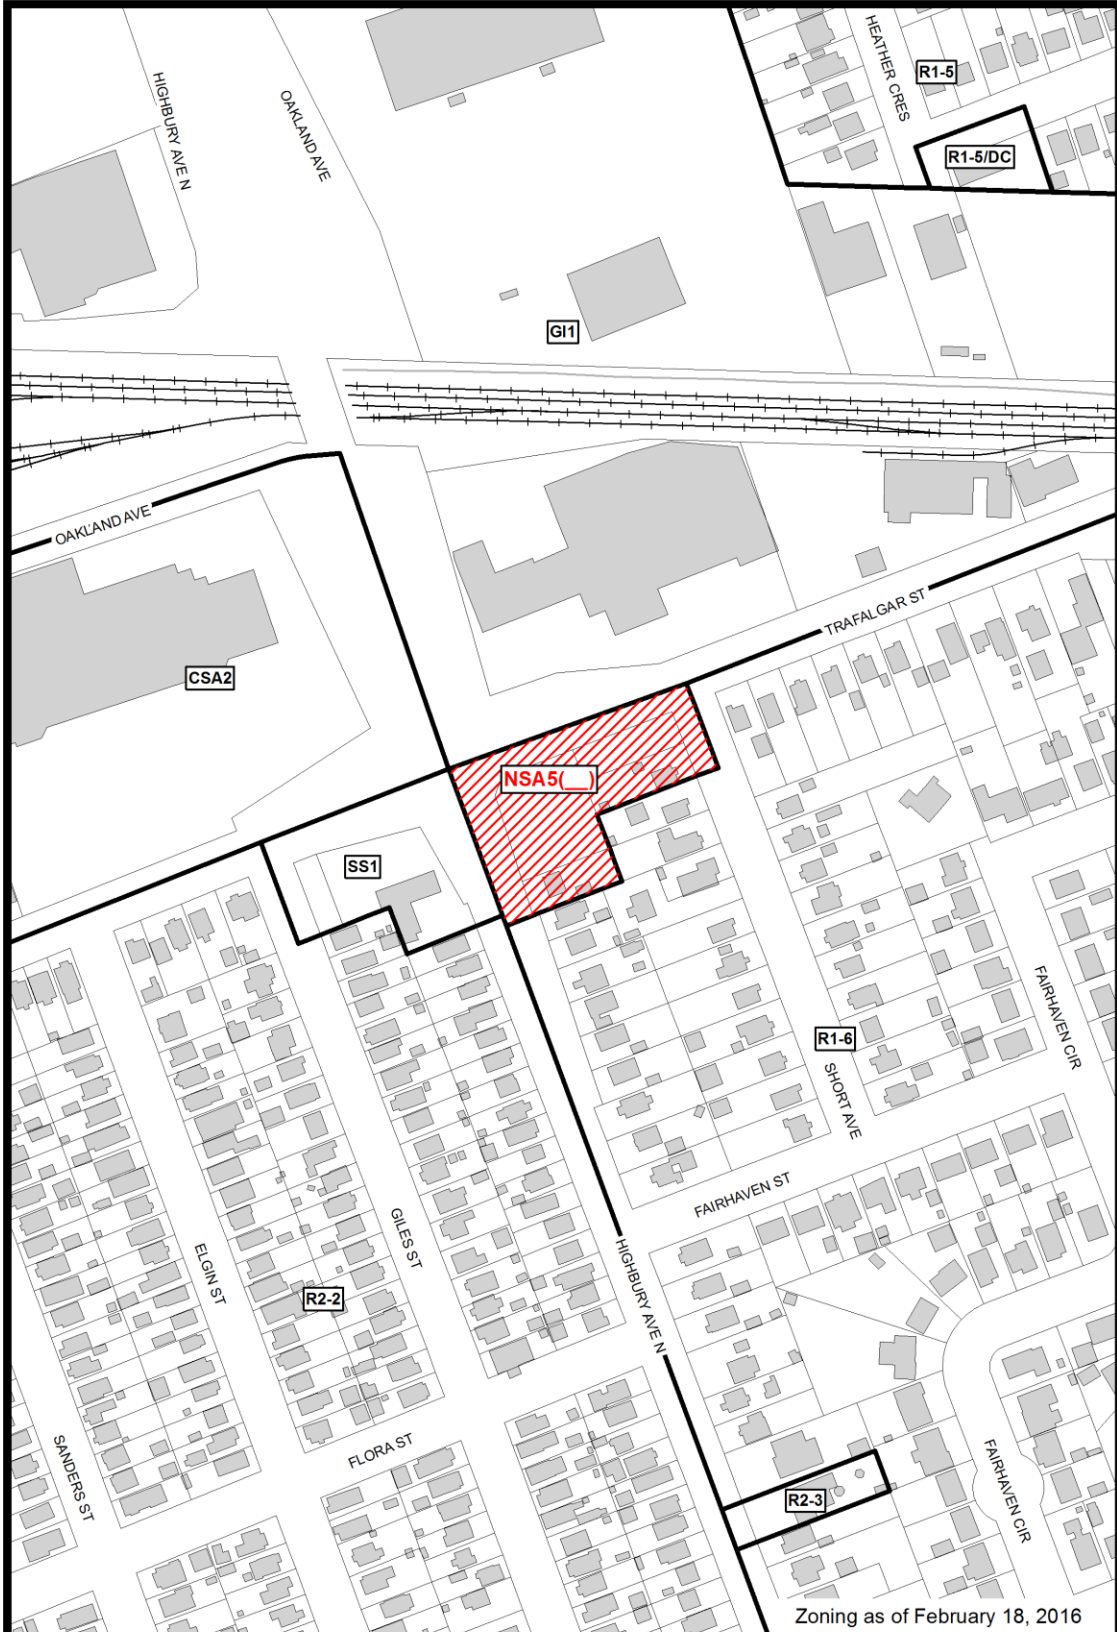 HEATHER CRES
R1-5
HIGHBURY AVE N
OAKLAND AVE
R1-5/DC
GI1
OAKLAND AVE
TRAFALGAR ST
CSA2
NSA5(__)
SS1
FAIRHAVEN CIR
R1-6
SHORT AVE
FAIRHAVEN ST
GILES ST
ELGIN ST
HIGHBURY AVE N
R2-2
FLORA ST
SANDERS ST
FAIRHAVEN CIR
R2-3
Zoning as of February 18, 2016